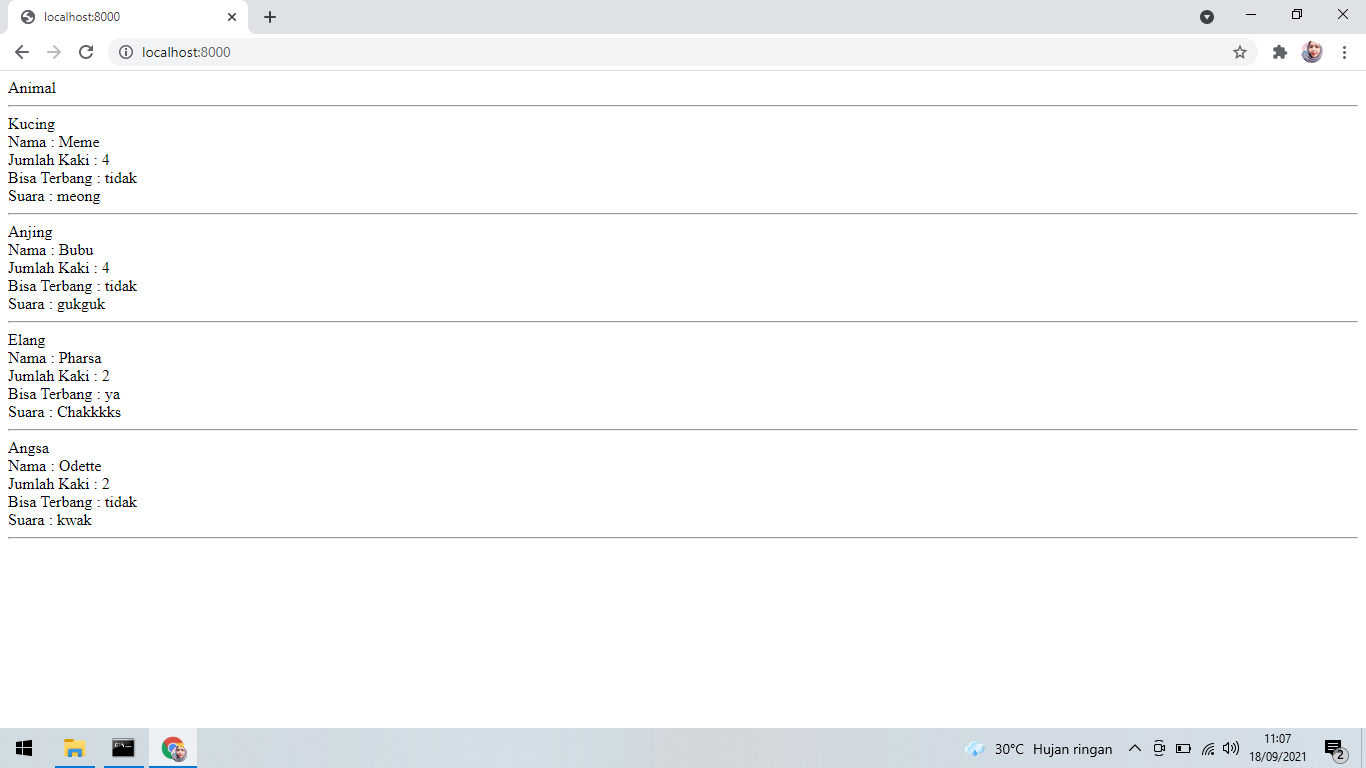 localhost:8000
localhost:8000
Animal
Kucing
Nama : Meme
Jumlah Kaki : 4
Bisa Terbang : tidak
Suara : meong
Anjing
Nama : Bubu
Jumlah Kaki : 4
Bisa Terbang : tidak
Suara : gukguk
Elang
Nama : Pharsa
Jumlah Kaki : 2
Bisa Terbang : ya
Suara : Chakkkks
Angsa
Nama : Odette
Jumlah Kaki : 2
Bisa Terbang : tidak
Suara : kwak
30°C Hujan ringan
11:07
18/09/2021
2